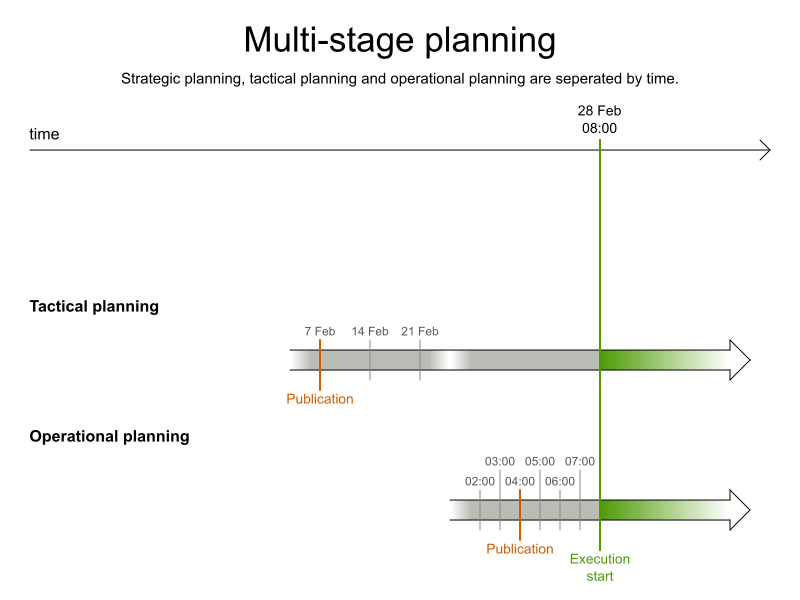 Multi-stage planning
Strategic planning, tactical planning and operational planning are seperated by time.
28 Feb
08:00
time
Tactical planning
7 Feb 14 Feb 21 Feb
Publication
Operational planning
03:00 05:00 07:00
02:00 04:00 06:00
Publication
Execution
start